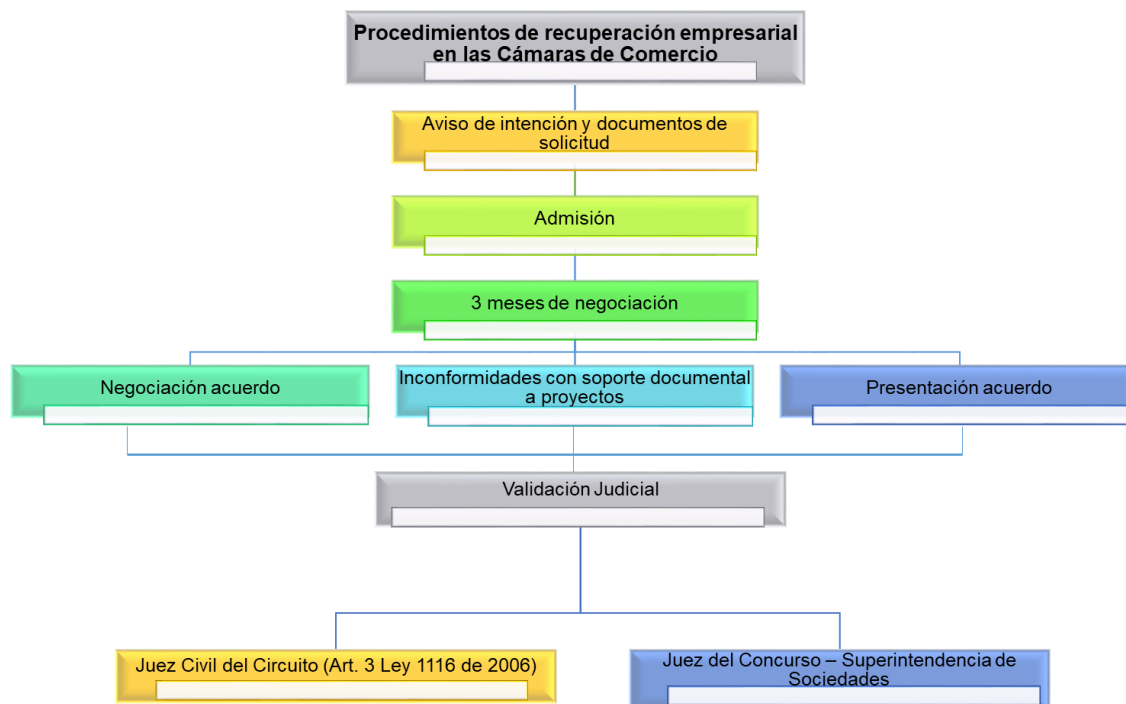 Procedimientos de recuperación empresarial
en las Cámaras de Comercio
Aviso de intención y documentos de
solicitud
Admisión
3 meses de negociación
Negociación acuerdo
Inconformidades con soporte documental
a proyectos
Presentación acuerdo
Validación Judicial
Juez Civil del Circuito (Art. 3 Ley 1116 de 2006)
Juez del Concurso – Superintendencia de
Sociedades